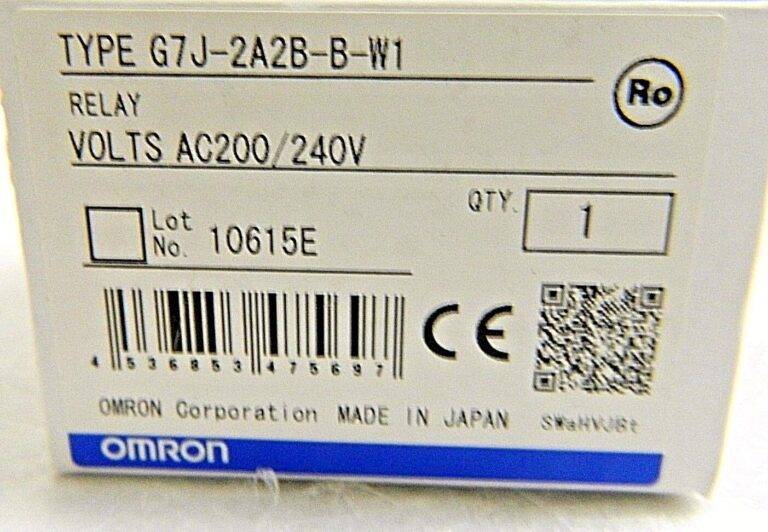 TYPE G7J-2A2B-B-W1
Ro
RELAY
VOLTS AC200/240V
QTY. 1
Lot
No. 10615E
CE
4 536853 475697
OMRON Corporation MADE IN JAPAN
SWaHVJBt
OMRON